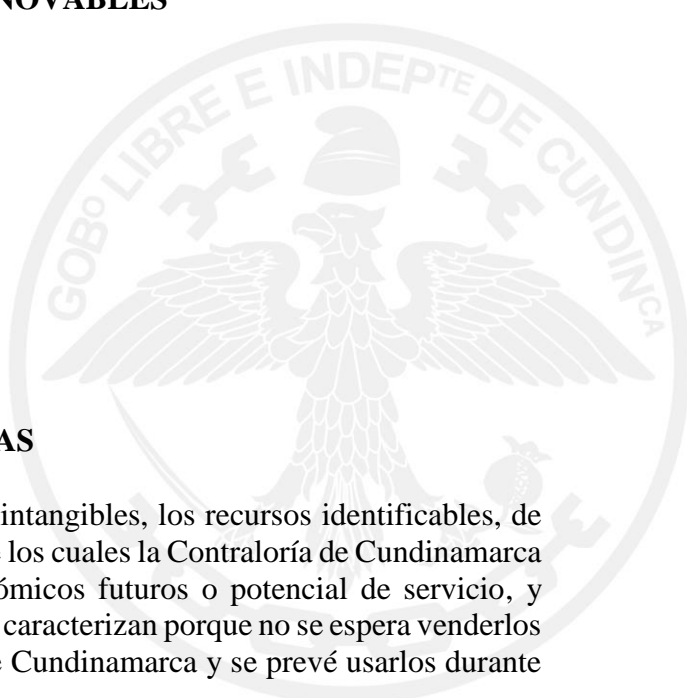 NOVABLES
GOBº LIBRE E INDEPTE DE CUNDINCA
AS
intangibles, los recursos identificables, de
los cuales la Contraloría de Cundinamarca
ómicos futuros o potencial de servicio, y
caracterizan porque no se espera venderlos
Cundinamarca y se prevé usarlos durante